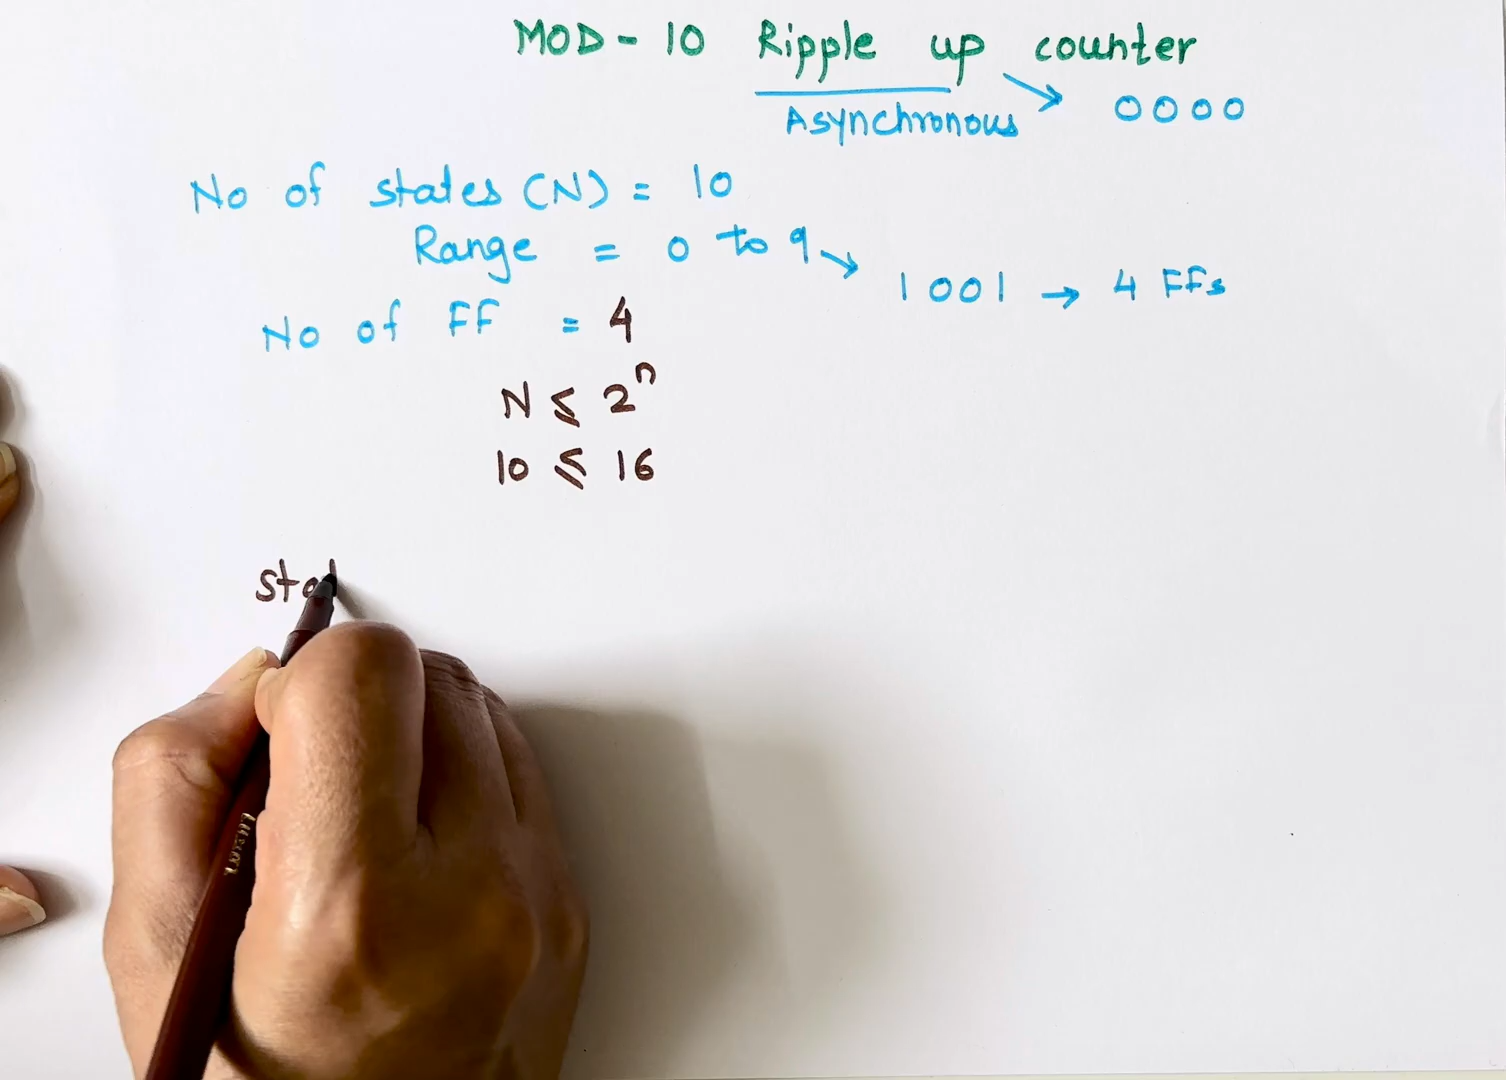 MOD - 10 Ripple up counter
Asynchronous → 0000
No of states (N) = 10
Range = 0 to 9 → 1001 → 4 FFs
No of FF = 4
N ≤ 2ⁿ
10 ≤ 16